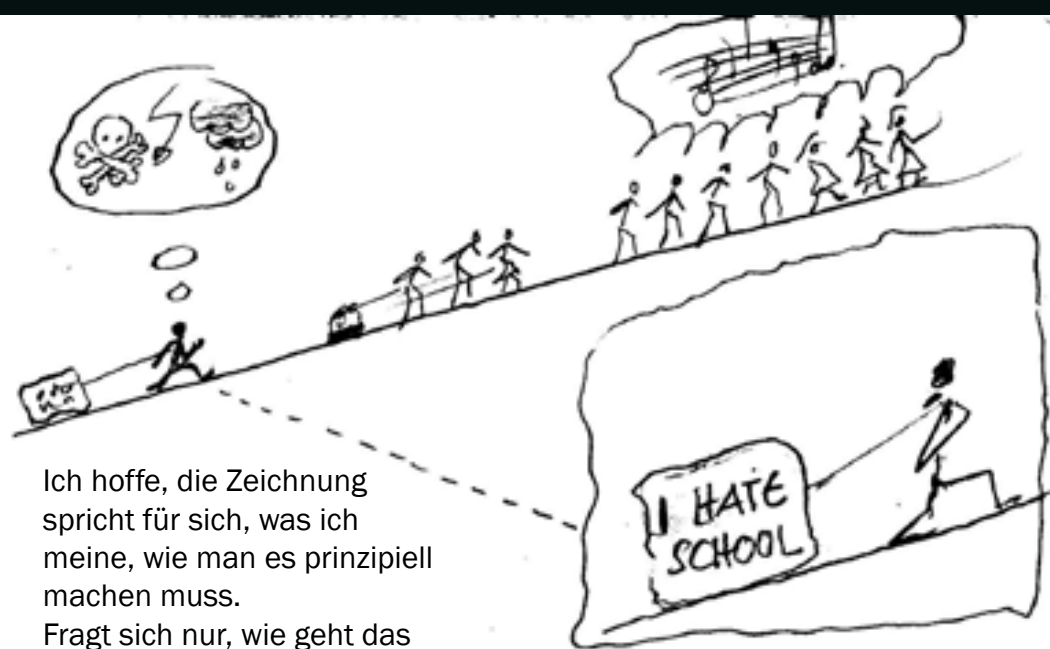 I HATE
SCHOOL
Ich hoffe, die Zeichnung
spricht für sich, was ich
meine, wie man es prinzipiell
machen muss.
Fragt sich nur, wie geht das